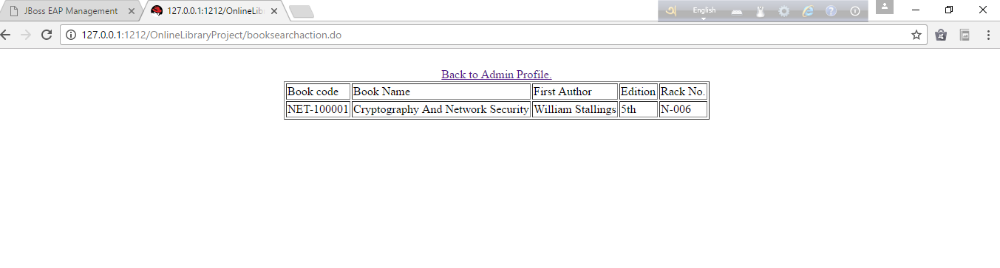 JBoss EAP Management
127.0.0.1:1212/OnlineLib
অ English
127.0.0.1:1212/OnlineLibraryProject/booksearchaction.do
Back to Admin Profile.
Book code Book Name First Author Edition Rack No.
NET-100001 Cryptography And Network Security William Stallings 5th N-006